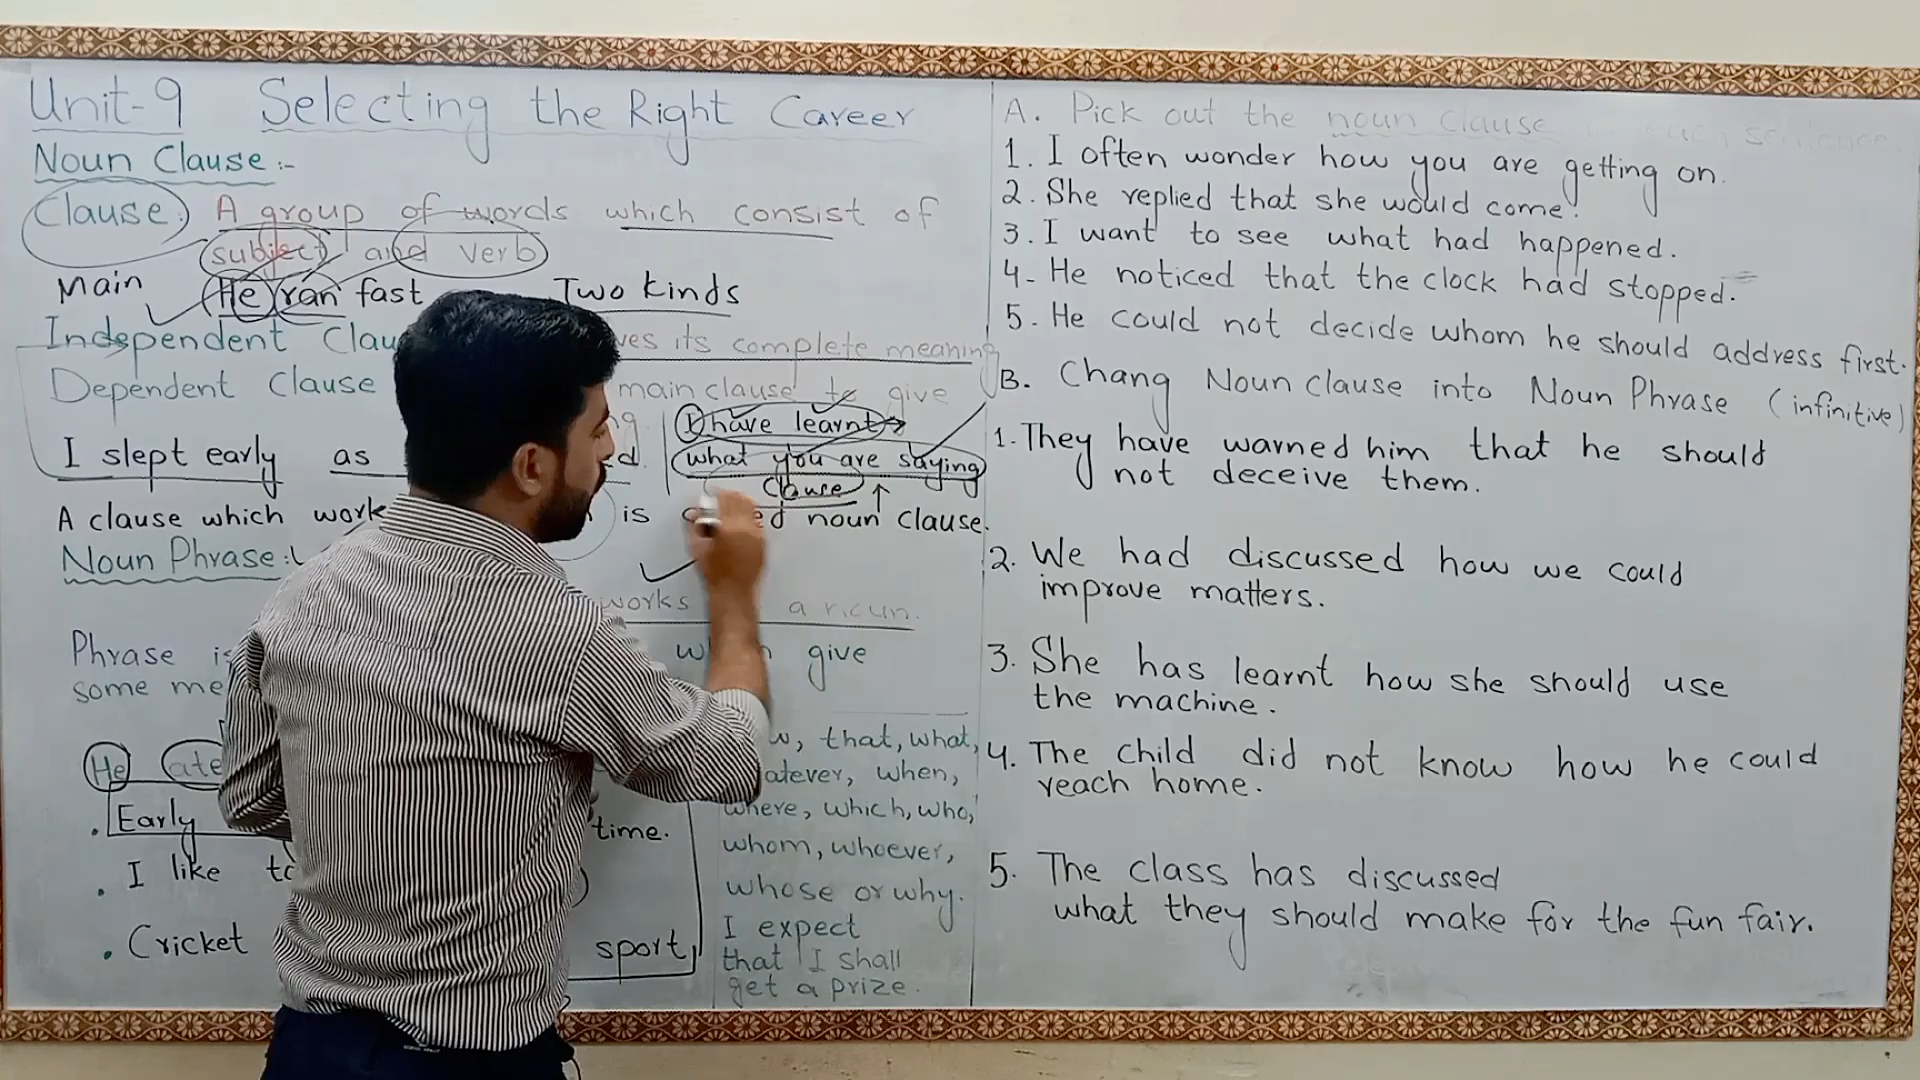 Unit-9 Selecting the Right Career
Noun Clause:-
Clause: A group of words which consist of
subject and verb
Main He ran fast Two kinds
Independent Clau ves its complete meaning
Dependent Clause main clause to give
I have learnt
I slept early as
what you are saying
Clause
A clause which work is noun clause.
Noun Phrase:
works a noun.
Phrase is give
some me
He ate
w, that, what,
atever, when,
Early time.
where, which, who,
whom, whoever,
I like to
whose or why.
I expect
Cricket sport
that I shall
get a prize.
A. Pick out the noun clause in each sentence.
1. I often wonder how you are getting on.
2. She replied that she would come.
3. I want to see what had happened.
4- He noticed that the clock had stopped.
5. He could not decide whom he should address first.
B. Chang Noun Clause into Noun Phrase (infinitive)
1. They have warned him that he should
not deceive them.
2. We had discussed how we could
improve matters.
3. She has learnt how she should use
the machine.
4. The child did not know how he could
reach home.
5. The class has discussed
what they should make for the fun fair.